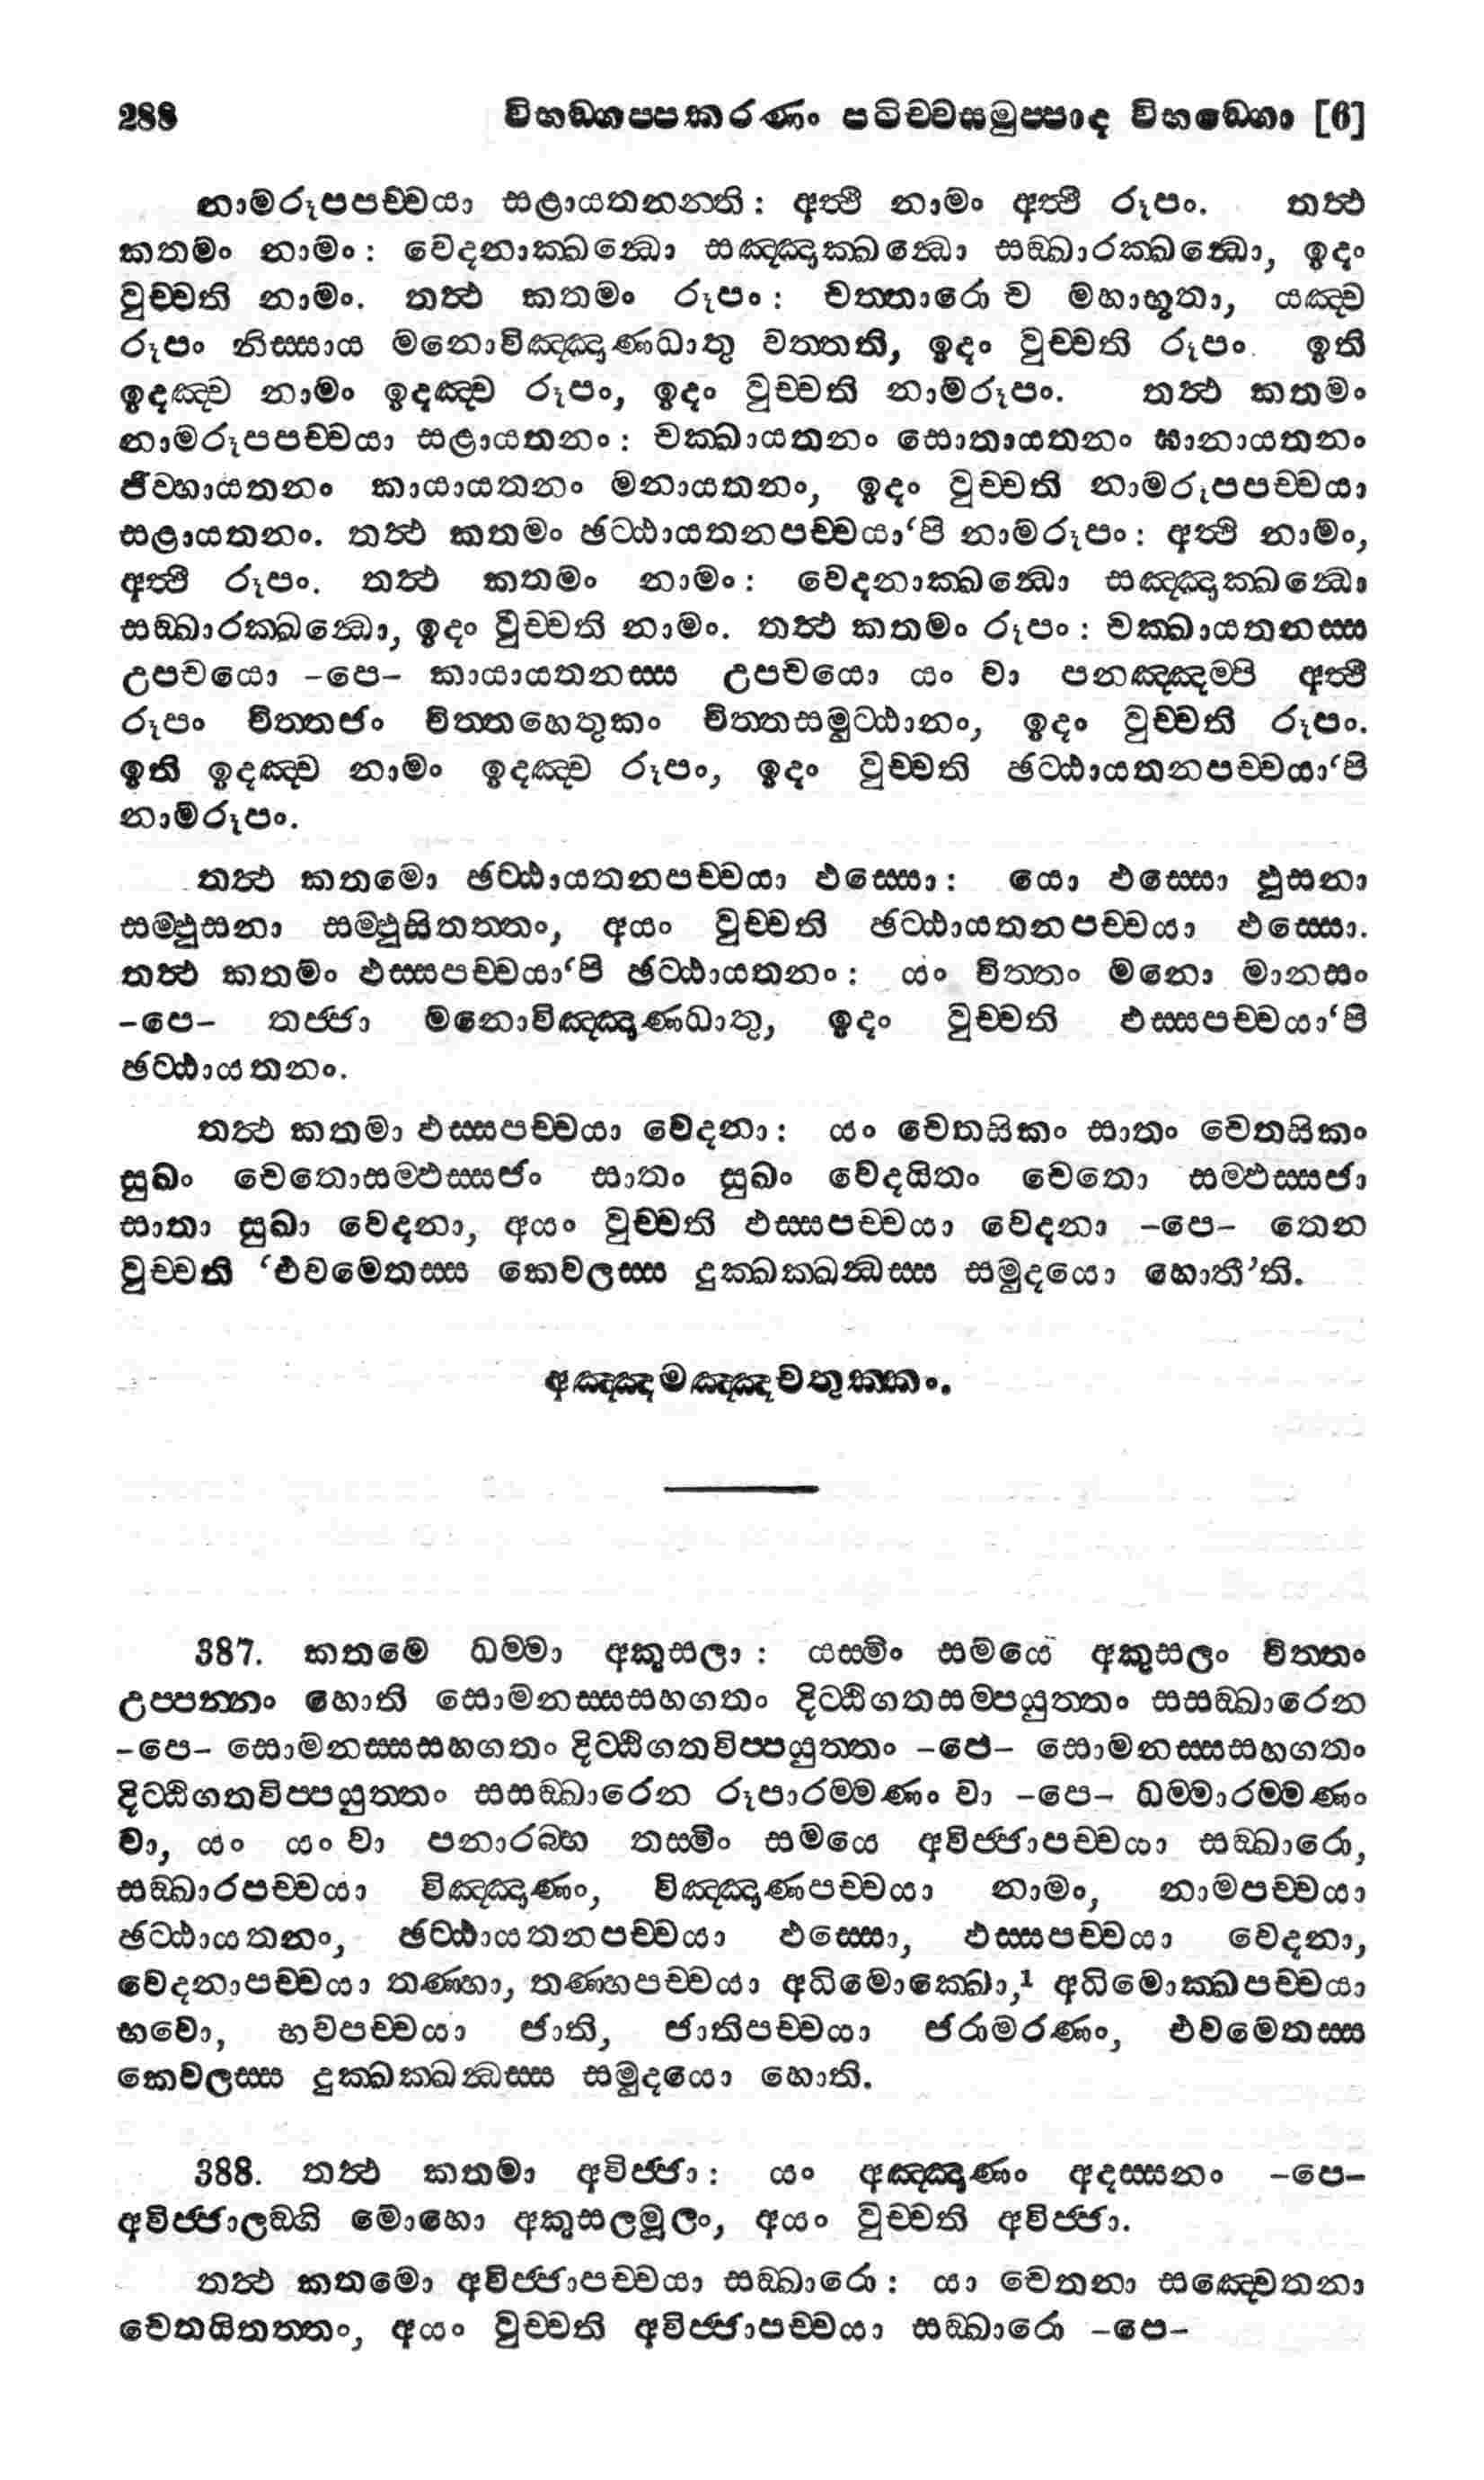 288 විභඞ්ගප්පකරණං පටිච්චසමුප්පාද විභඞ්ගො [6]
නාමරූපපච්චයා සළායතනන්ති: අත්ථි නාමං අත්ථි රූපං. තත්ථ
කතමං නාමං: වෙදනාක්ඛන්ධො සඤ්ඤාක්ඛන්ධො සඞ්ඛාරක්ඛන්ධො, ඉදං
වුච්චති නාමං. තත්ථ කතමං රූපං: චත්තාරො ච මහාභූතා, යඤ්ච
රූපං නිස්සාය මනොවිඤ්ඤාණධාතු වත්තති, ඉදං වුච්චති රූපං. ඉති
ඉදඤ්ච නාමං ඉදඤ්ච රූපං, ඉදං වුච්චති නාමරූපං. තත්ථ කතමං
නාමරූපපච්චයා සළායතනං: චක්ඛායතනං සොතායතනං ඝානායතනං
ජිව්හායතනං කායායතනං මනායතනං, ඉදං වුච්චති නාමරූපපච්චයා
සළායතනං. තත්ථ කතමං ඡට්ඨායතනපච්චයා‘පි නාමරූපං: අත්ථි නාමං,
අත්ථි රූපං. තත්ථ කතමං නාමං: වෙදනාක්ඛන්ධො සඤ්ඤාක්ඛන්ධො
සඞ්ඛාරක්ඛන්ධො, ඉදං වුච්චති නාමං. තත්ථ කතමං රූපං: චක්ඛායතනස්ස
උපචයො -පෙ- කායායතනස්ස උපචයො යං වා පනඤ්ඤම්පි අත්ථි
රූපං චිත්තජං චිත්තහෙතුකං චිත්තසමුට්ඨානං, ඉදං වුච්චති රූපං.
ඉති ඉදඤ්ච නාමං ඉදඤ්ච රූපං, ඉදං වුච්චති ඡට්ඨායතනපච්චයා‘පි
නාමරූපං.
තත්ථ කතමො ඡට්ඨායතනපච්චයා ඵස්සො: යො ඵස්සො ඵුසනා
සම්ඵුසනා සම්ඵුසිතත්තං, අයං වුච්චති ඡට්ඨායතනපච්චයා ඵස්සො.
තත්ථ කතමං ඵස්සපච්චයා‘පි ඡට්ඨායතනං: යං චිත්තං මනො මානසං
-පෙ- තජ්ජා මනොවිඤ්ඤාණධාතු, ඉදං වුච්චති ඵස්සපච්චයා‘පි
ඡට්ඨායතනං.
තත්ථ කතමා ඵස්සපච්චයා වෙදනා: යං චෙතසිකං සාතං චෙතසිකං
සුඛං චෙතොසම්ඵස්සජං සාතං සුඛං වෙදයිතං චෙතො සම්ඵස්සජා
සාතා සුඛා වෙදනා, අයං වුච්චති ඵස්සපච්චයා වෙදනා -පෙ- තෙන
වුච්චති ‘එවමෙතස්ස කෙවලස්ස දුක්ඛක්ඛන්ධස්ස සමුදයො හොතී’ති.
අඤ්ඤමඤ්ඤචතුක්කං.
387. කතමෙ ධම්මා අකුසලා: යස්මිං සමයෙ අකුසලං චිත්තං
උප්පන්නං හොති සොමනස්සසහගතං දිට්ඨිගතසම්පයුත්තං සසඞ්ඛාරෙන
-පෙ- සොමනස්සසහගතං දිට්ඨිගතවිප්පයුත්තං -පෙ- සොමනස්සසහගතං
දිට්ඨිගතවිප්පයුත්තං සසඞ්ඛාරෙන රූපාරම්මණං වා -පෙ- ධම්මාරම්මණං
වා, යං යං වා පනාරබ්භ තස්මිං සමයෙ අවිජ්ජාපච්චයා සඞ්ඛාරො,
සඞ්ඛාරපච්චයා විඤ්ඤාණං, විඤ්ඤාණපච්චයා නාමං, නාමපච්චයා
ඡට්ඨායතනං, ඡට්ඨායතනපච්චයා ඵස්සො, ඵස්සපච්චයා වෙදනා,
වෙදනාපච්චයා තණ්හා, තණ්හපච්චයා අධිමොක්ඛො,¹ අධිමොක්ඛපච්චයා
භවො, භවපච්චයා ජාති, ජාතිපච්චයා ජරාමරණං, එවමෙතස්ස
කෙවලස්ස දුක්ඛක්ඛන්ධස්ස සමුදයො හොති.
388. තත්ථ කතමා අවිජ්ජා: යං අඤ්ඤාණං අදස්සනං -පෙ-
අවිජ්ජාලඞ්ගි මොහො අකුසලමූලං, අයං වුච්චති අවිජ්ජා.
තත්ථ කතමො අවිජ්ජාපච්චයා සඞ්ඛාරො: යා චෙතනා සඤ්චෙතනා
චෙතයිතත්තං, අයං වුච්චති අවිජ්ජාපච්චයා සඞ්ඛාරො -පෙ-